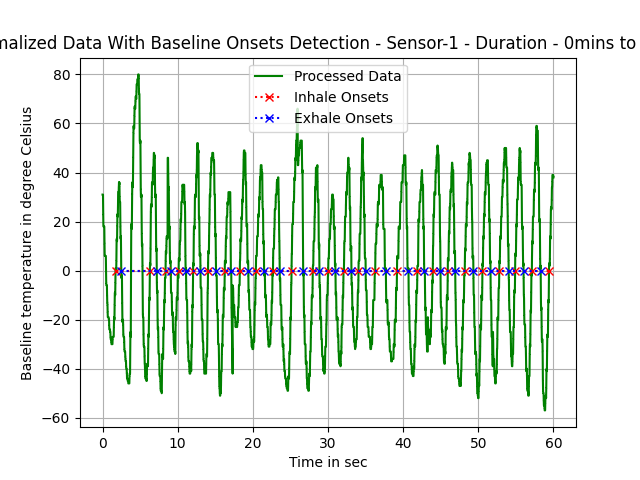 malized Data With Baseline Onsets Detection - Sensor-1 - Duration - 0mins to
Processed Data
Inhale Onsets
Exhale Onsets
Baseline temperature in degree Celsius
80
60
40
20
0
−20
−40
−60
0 10 20 30 40 50 60
Time in sec